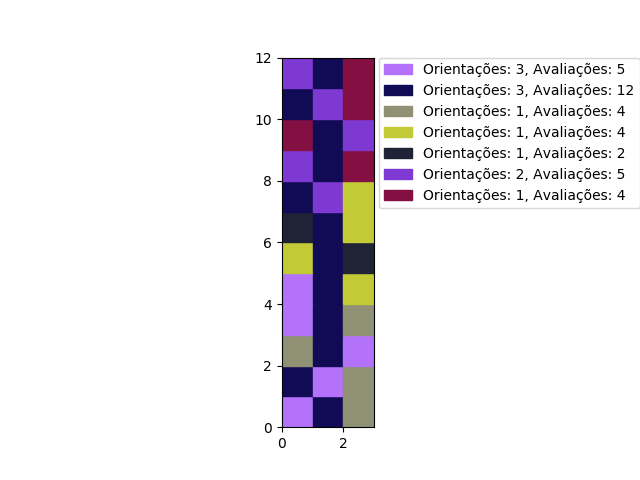 12
10
8
6
4
2
0
0 2
Orientações: 3, Avaliações: 5
Orientações: 3, Avaliações: 12
Orientações: 1, Avaliações: 4
Orientações: 1, Avaliações: 4
Orientações: 1, Avaliações: 2
Orientações: 2, Avaliações: 5
Orientações: 1, Avaliações: 4